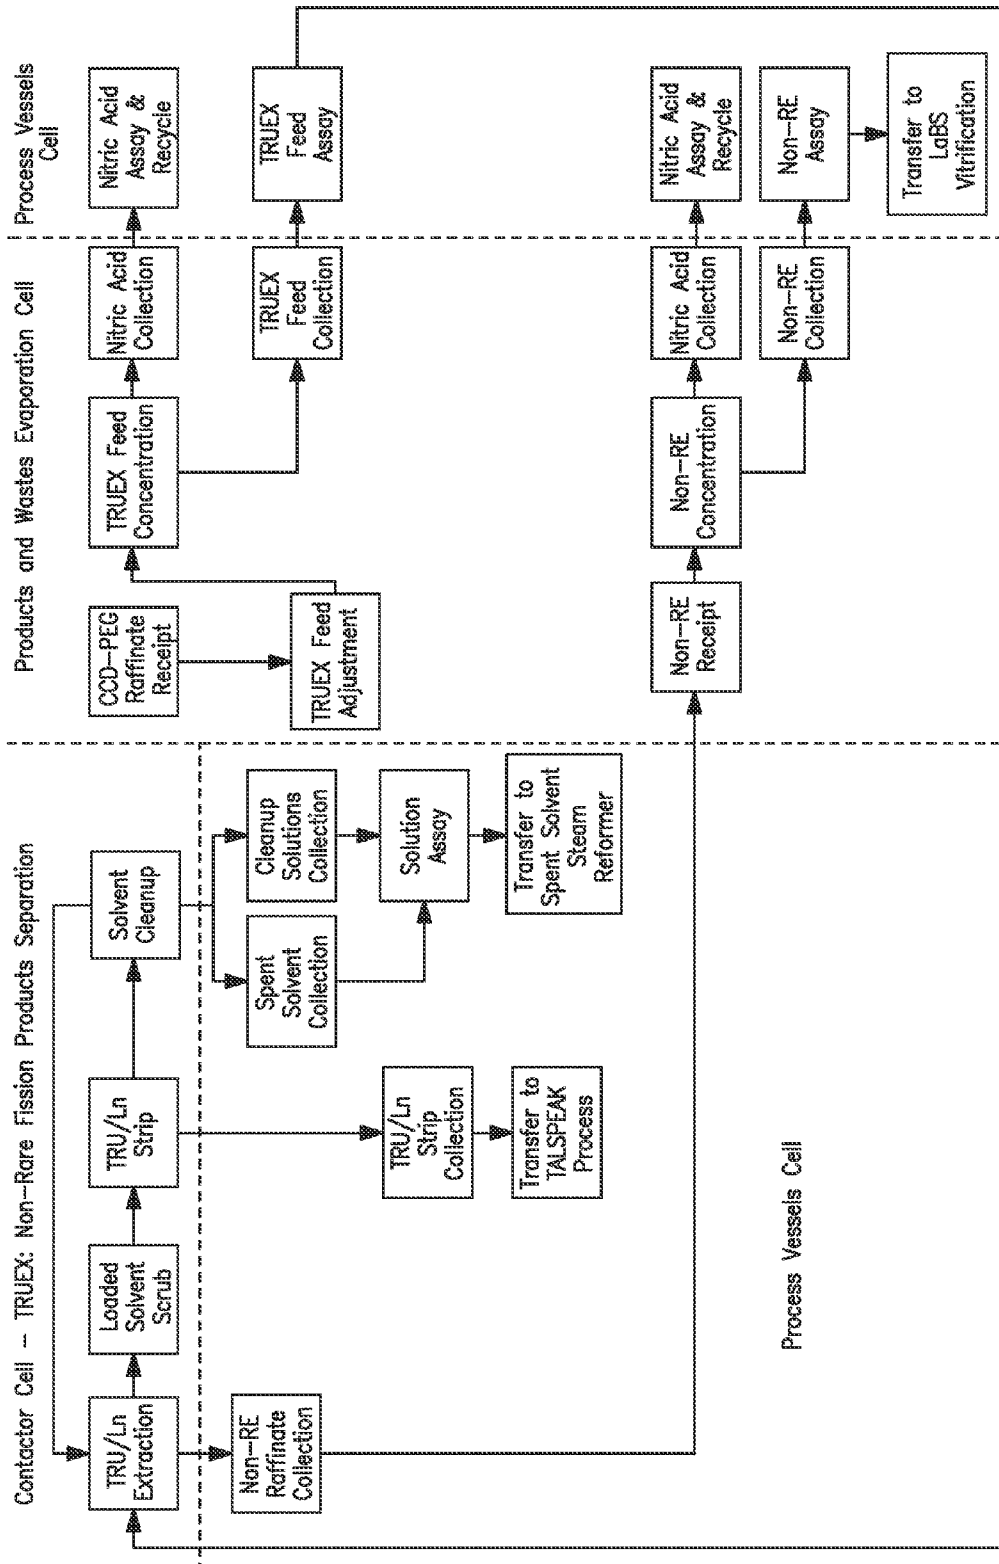 Contactor Cell – TRUEX: Non-Rare Fission Products Separation
TRU/Ln
Extraction
Loaded
Solvent
Scrub
TRU/Ln
Strip
Solvent
Cleanup
Non-RE
Raffinate
Collection
TRU/Ln
Strip
Collection
Transfer to
TALSPEAK
Process
Spent
Solvent
Collection
Cleanup
Solutions
Collection
Solution
Assay
Transfer to
Spent Solvent
Steam
Reformer
Process Vessels Cell
Products and Wastes Evaporation Cell
CCD-PEG
Raffinate
Receipt
TRUEX Feed
Adjustment
TRUEX Feed
Concentration
Nitric Acid
Collection
TRUEX
Feed
Collection
Non-RE
Receipt
Non-RE
Concentration
Nitric Acid
Collection
Non-RE
Collection
Process Vessels
Cell
Nitric Acid
Assay &
Recycle
TRUEX
Feed
Assay
Nitric Acid
Assay &
Recycle
Non-RE
Assay
Transfer to
LaBS
Vitrification